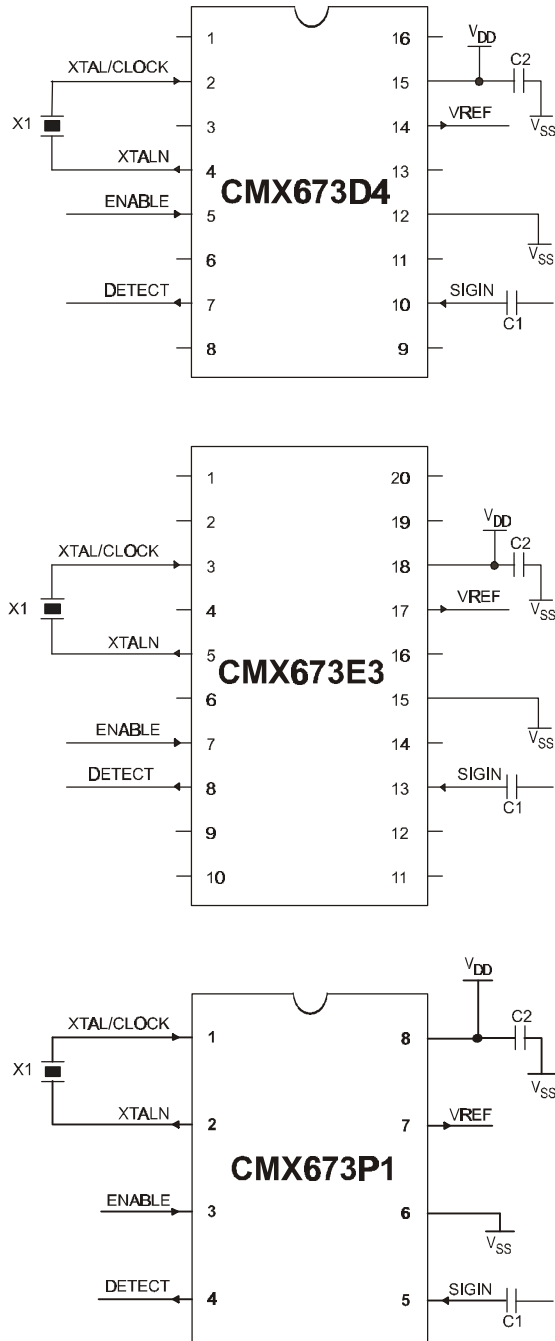 1 16 VDD
XTAL/CLOCK 2 15 C2
X1 3 14 VREF VSS
XTALN 4 13
CMX673D4
ENABLE 5 12
6 11 VSS
DETECT 7 10 SIGIN
C1
8 9
1 20
2 19 VDD
XTAL/CLOCK 3 18 C2
X1 4 17 VREF VSS
XTALN 5 16
CMX673E3
6 15
ENABLE 7 14 VSS
DETECT 8 13 SIGIN
C1
9 12
10 11
VDD
XTAL/CLOCK 1 8 C2
X1 VSS
XTALN 2 7 VREF
CMX673P1
ENABLE 3 6
VSS
DETECT 4 5 SIGIN
C1